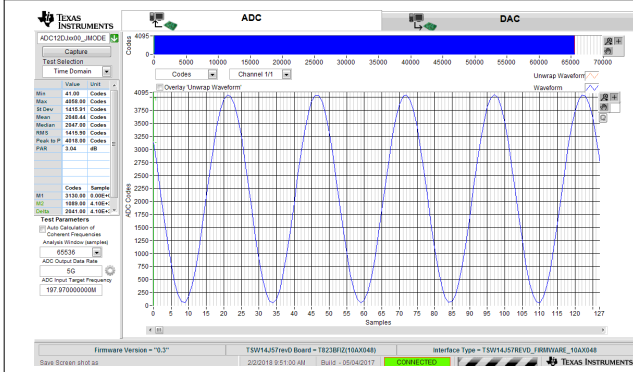 TEXAS INSTRUMENTS
ADC
DAC
ADC12DJxx00_JMODE
Capture
Test Selection
Time Domain
Value Unit
Min 41.00 Codes
Max 4058.00 Codes
St Dev 1415.91 Codes
Mean 2048.44 Codes
Median 2047.00 Codes
RMS 1415.90 Codes
Peak to P 4018.00 Codes
PAR 3.04 dB
Codes Sample
M1 3130.00 0.00E+
M2 1089.00 4.10E+
Delta 2041.00 4.10E+
Test Parameters
Auto Calculation of
Coherent Frequencies
Analysis Window (samples)
65536
ADC Output Data Rate
5G
ADC Input Target Frequency
197.970000000M
Codes
4095
0
0 5000 10000 15000 20000 25000 30000 35000 40000 45000 50000 55000 60000 65000 70000
Codes
Channel 1/1
Unwrap Waveform
Overlay 'Unwrap Waveform'
Waveform
ADC Codes
4095
3750
3500
3250
3000
2750
2500
2250
2000
1750
1500
1250
1000
750
500
250
0
0 5 10 15 20 25 30 35 40 45 50 55 60 65 70 75 80 85 90 95 100 105 110 115 120 127
Samples
Firmware Version = "0.3"
TSW14J57revD Board = T823BFIZ(10AX048)
Interface Type = TSW14J57REVD_FIRMWARE_10AX048
Save Screen shot as
2/2/2018 9:51:00 AM
Build - 05/04/2017
CONNECTED
TEXAS INSTRUMENTS